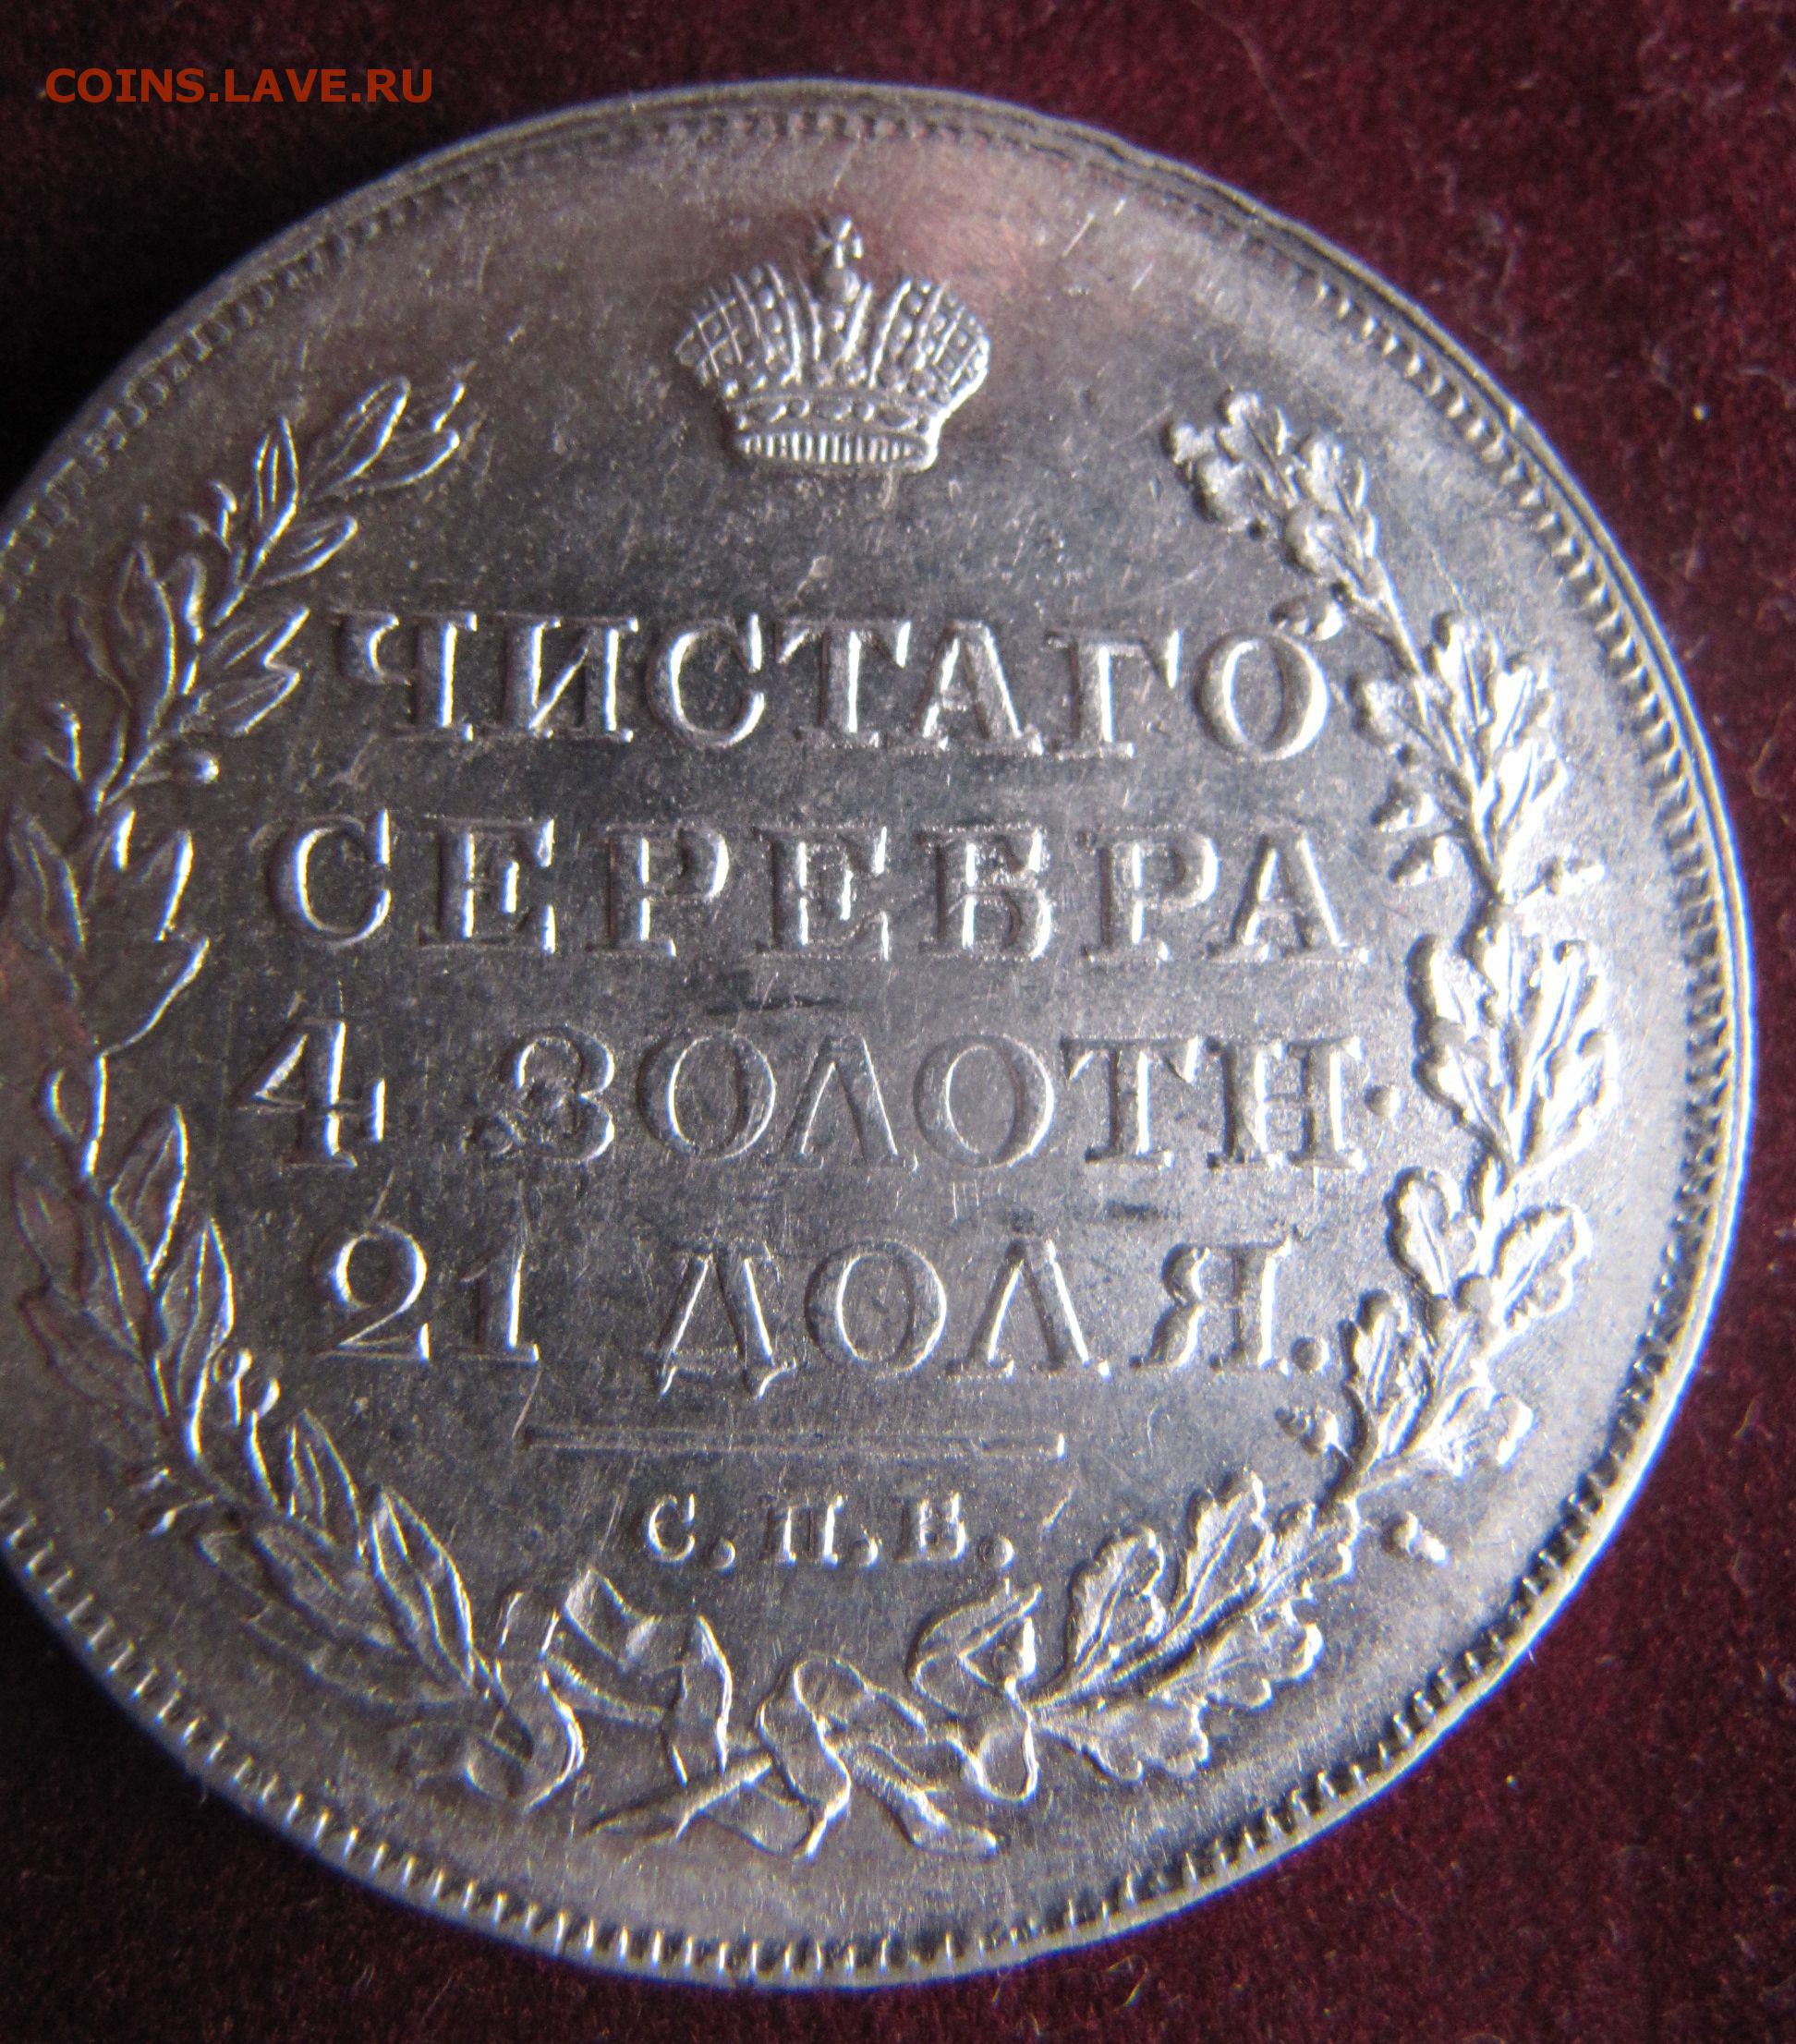 COINS.LAVE.RU
ЧИСТАГО
СЕРЕБРА
4 ЗОЛОТН.
21 ДОЛЯ.
С.П.Б.